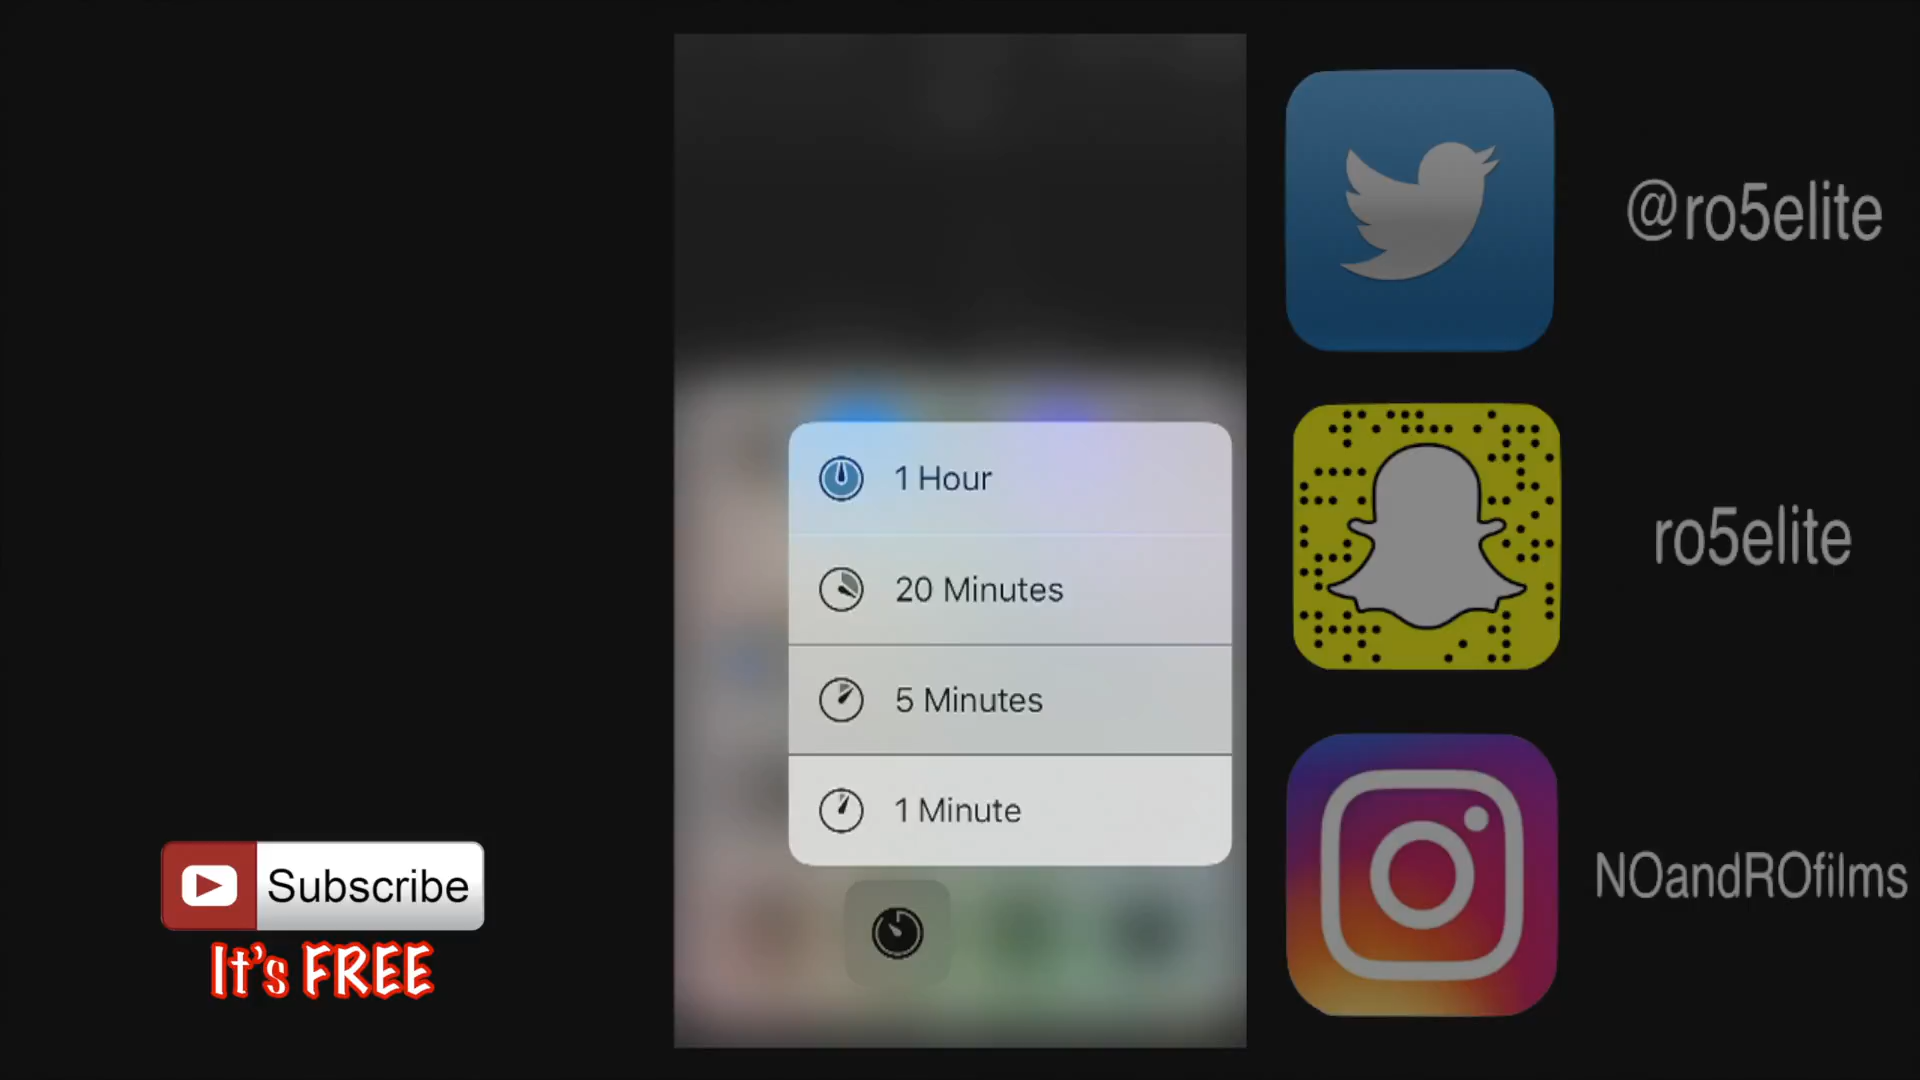 1 Hour
20 Minutes
5 Minutes
1 Minute
Subscribe
It's FREE
@ro5elite
ro5elite
NOandROfilms